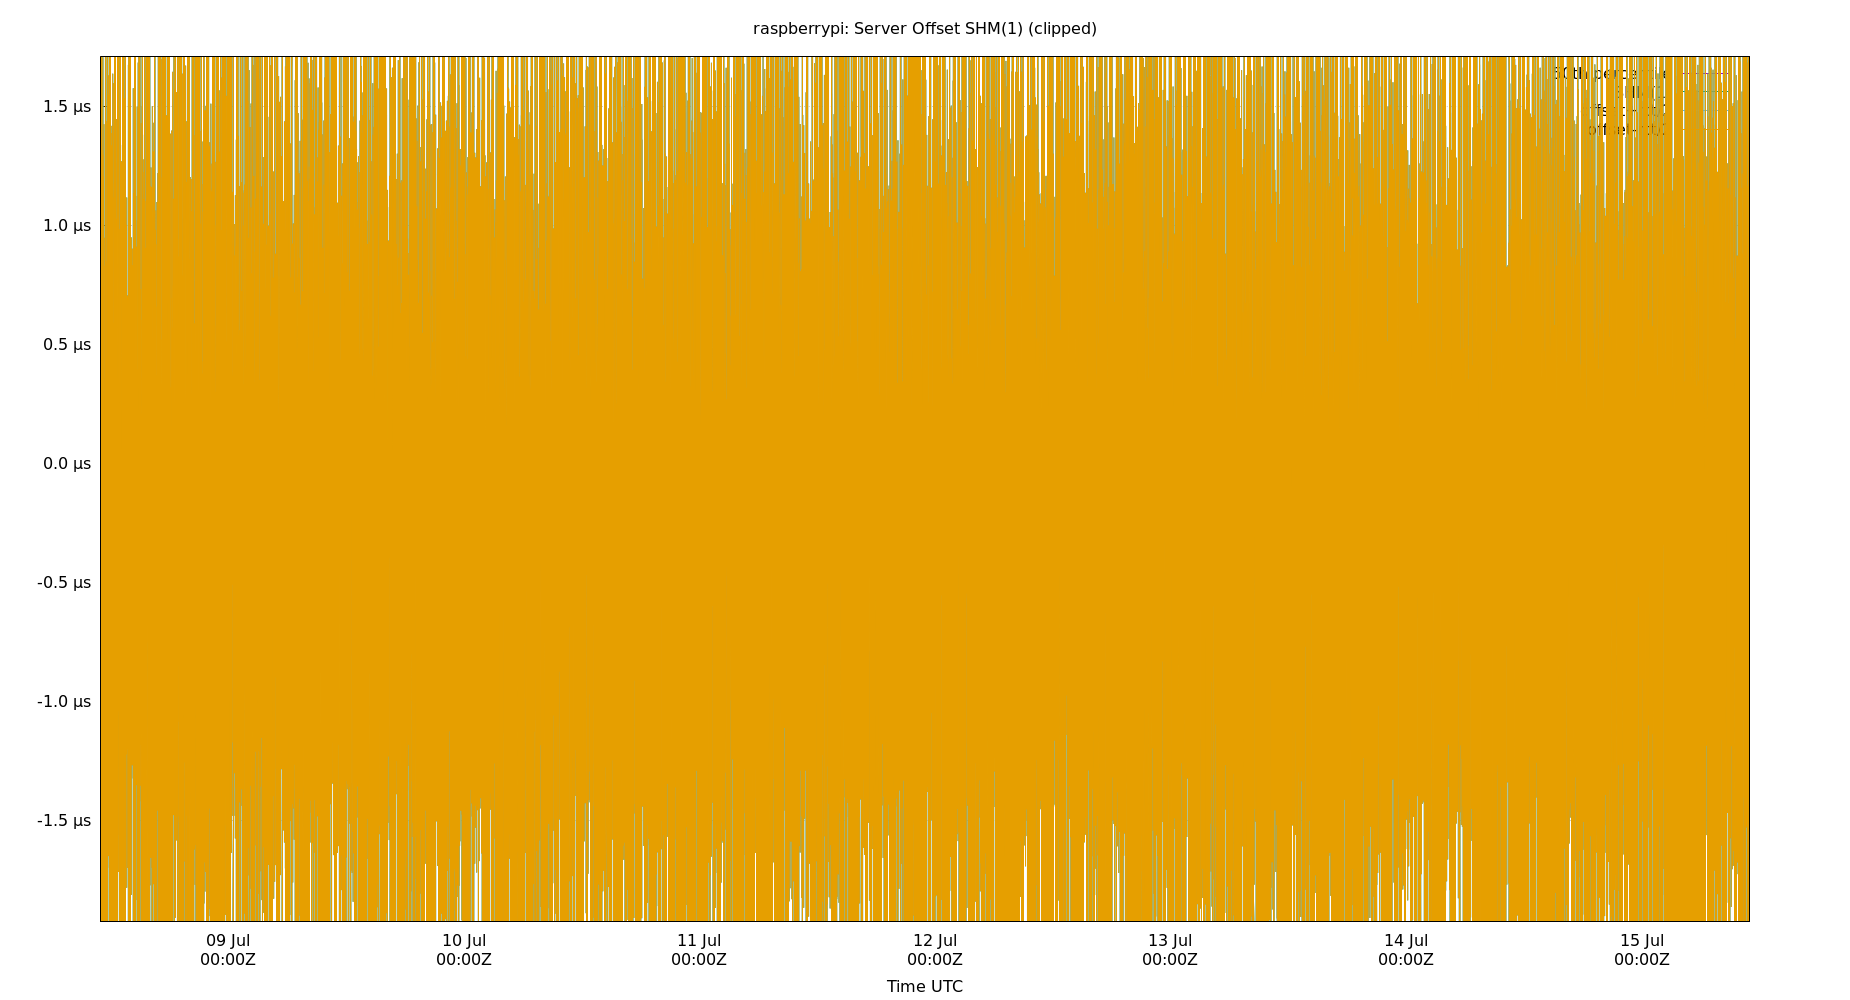 raspberrypi: Server Offset SHM(1) (clipped)
1.5 µs
1.0 µs
0.5 µs
0.0 µs
-0.5 µs
-1.0 µs
-1.5 µs
09 Jul 10 Jul 11 Jul 12 Jul 13 Jul 14 Jul 15 Jul
00:00Z 00:00Z 00:00Z 00:00Z 00:00Z 00:00Z 00:00Z
Time UTC